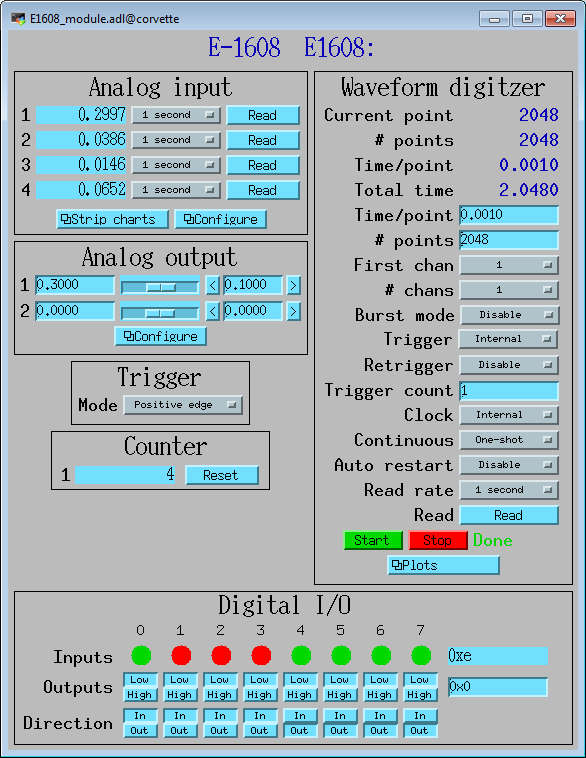 E1608_module.adl@corvette
E-1608 E1608:
Analog input
1 0.2997 1 second Read
2 0.0386 1 second Read
3 0.0146 1 second Read
4 0.0652 1 second Read
Strip charts Configure
Analog output
1 0.3000 < 0.1000 >
2 0.0000 < 0.0000 >
Configure
Trigger
Mode Positive edge
Counter
1 4 Reset
Waveform digitzer
Current point 2048
# points 2048
Time/point 0.0010
Total time 2.0480
Time/point 0.0010
# points 2048
First chan 1
# chans 1
Burst mode Disable
Trigger Internal
Retrigger Disable
Trigger count 1
Clock Internal
Continuous One-shot
Auto restart Disable
Read rate 1 second
Read Read
Start Stop Done
Plots
Digital I/O
0 1 2 3 4 5 6 7
Inputs 0xe
Outputs Low Low Low Low Low Low Low Low 0x0
High High High High High High High High
Direction In In In In In In In In
Out Out Out Out Out Out Out Out